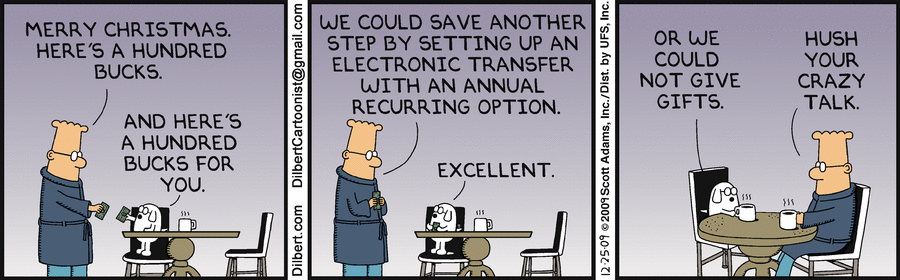 MERRY CHRISTMAS.
HERE'S A HUNDRED
BUCKS.
AND HERE'S
A HUNDRED
BUCKS FOR
YOU.
Dilbert.com DilbertCartoonist@gmail.com
WE COULD SAVE ANOTHER
STEP BY SETTING UP AN
ELECTRONIC TRANSFER
WITH AN ANNUAL
RECURRING OPTION.
EXCELLENT.
12-25-09 © 2009 Scott Adams, Inc./Dist. by UFS, Inc.
OR WE
COULD
NOT GIVE
GIFTS.
HUSH
YOUR
CRAZY
TALK.